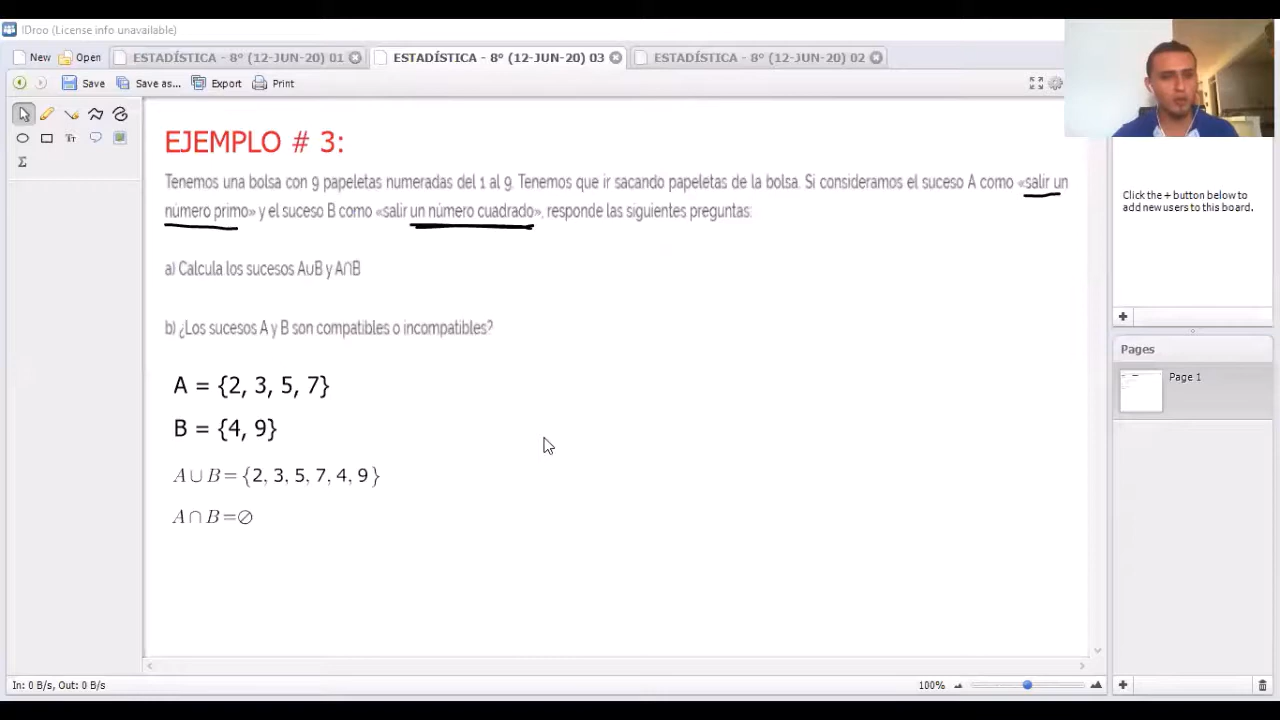 IDroo (License info unavailable)
New Open ESTADÍSTICA - 8º (12-JUN-20) 01 ESTADÍSTICA - 8º (12-JUN-20) 03 ESTADÍSTICA - 8º (12-JUN-20) 02
Save Save as... Export Print
EJEMPLO # 3:
Tenemos una bolsa con 9 papeletas numeradas del 1 al 9. Tenemos que ir sacando papeletas de la bolsa. Si consideramos el suceso A como «salir un
número primo» y el suceso B como «salir un número cuadrado», responde las siguientes preguntas:
a) Calcula los sucesos A∪B y A∩B
b) ¿Los sucesos A y B son compatibles o incompatibles?
A = {2, 3, 5, 7}
B = {4, 9}
A ∪ B = {2, 3, 5, 7, 4, 9}
A ∩ B = ∅
Click the + button below to
add new users to this board.
Pages
Page 1
In: 0 B/s, Out: 0 B/s
100%